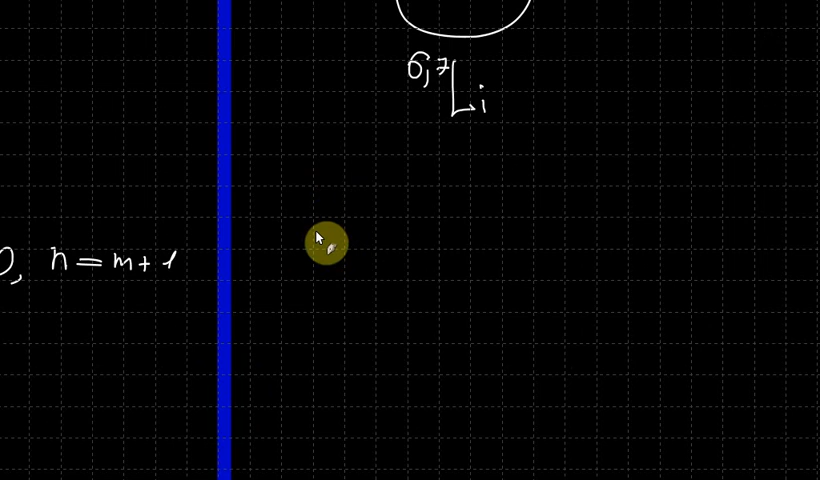 6,7Li
), n = m + 1